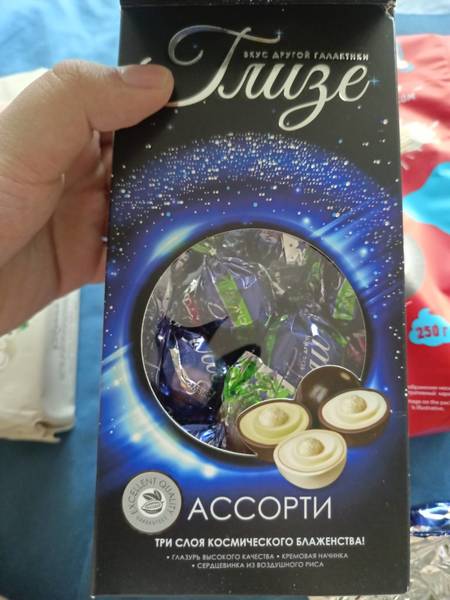 ВКУС ДРУГОЙ ГАЛАКТИКИ
Глизе
250 г
EXCELLENT QUALITY
GUARANTEED
АССОРТИ
ТРИ СЛОЯ КОСМИЧЕСКОГО БЛАЖЕНСТВА!
• ГЛАЗУРЬ ВЫСОКОГО КАЧЕСТВА • КРЕМОВАЯ НАЧИНКА
• СЕРДЦЕВИНКА ИЗ ВОЗДУШНОГО РИСА